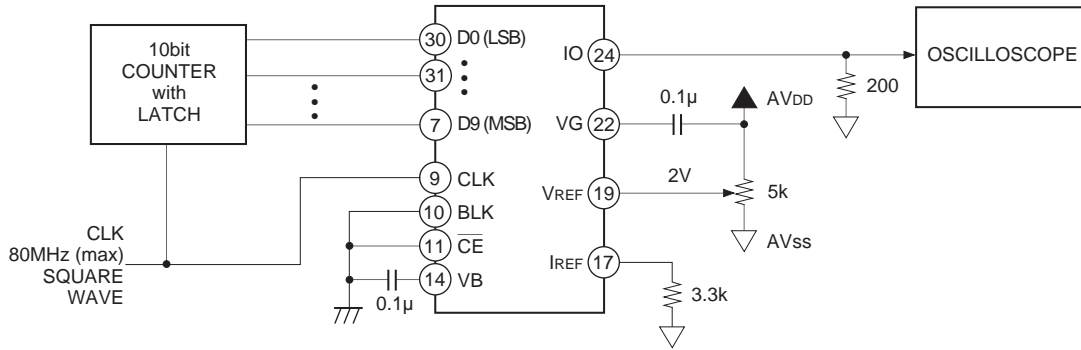 10bit
COUNTER
with
LATCH
CLK
80MHz (max)
SQUARE
WAVE
30 D0 (LSB)
31
7 D9 (MSB)
9 CLK
10 BLK
11 CE
14 VB
0.1μ
IO 24
VG 22
VREF 19
IREF 17
0.1μ
AVDD
2V
5k
AVSS
3.3k
200
OSCILLOSCOPE